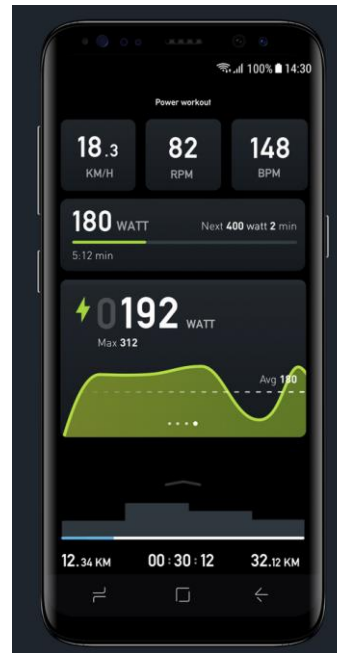 100% 14:30
Power workout
18.3 82 148
KM/H RPM BPM
180 WATT Next 400 watt 2 min
5:12 min
0192 WATT
Max 312
Avg 180
12.34 KM 00:30:12 32.12 KM